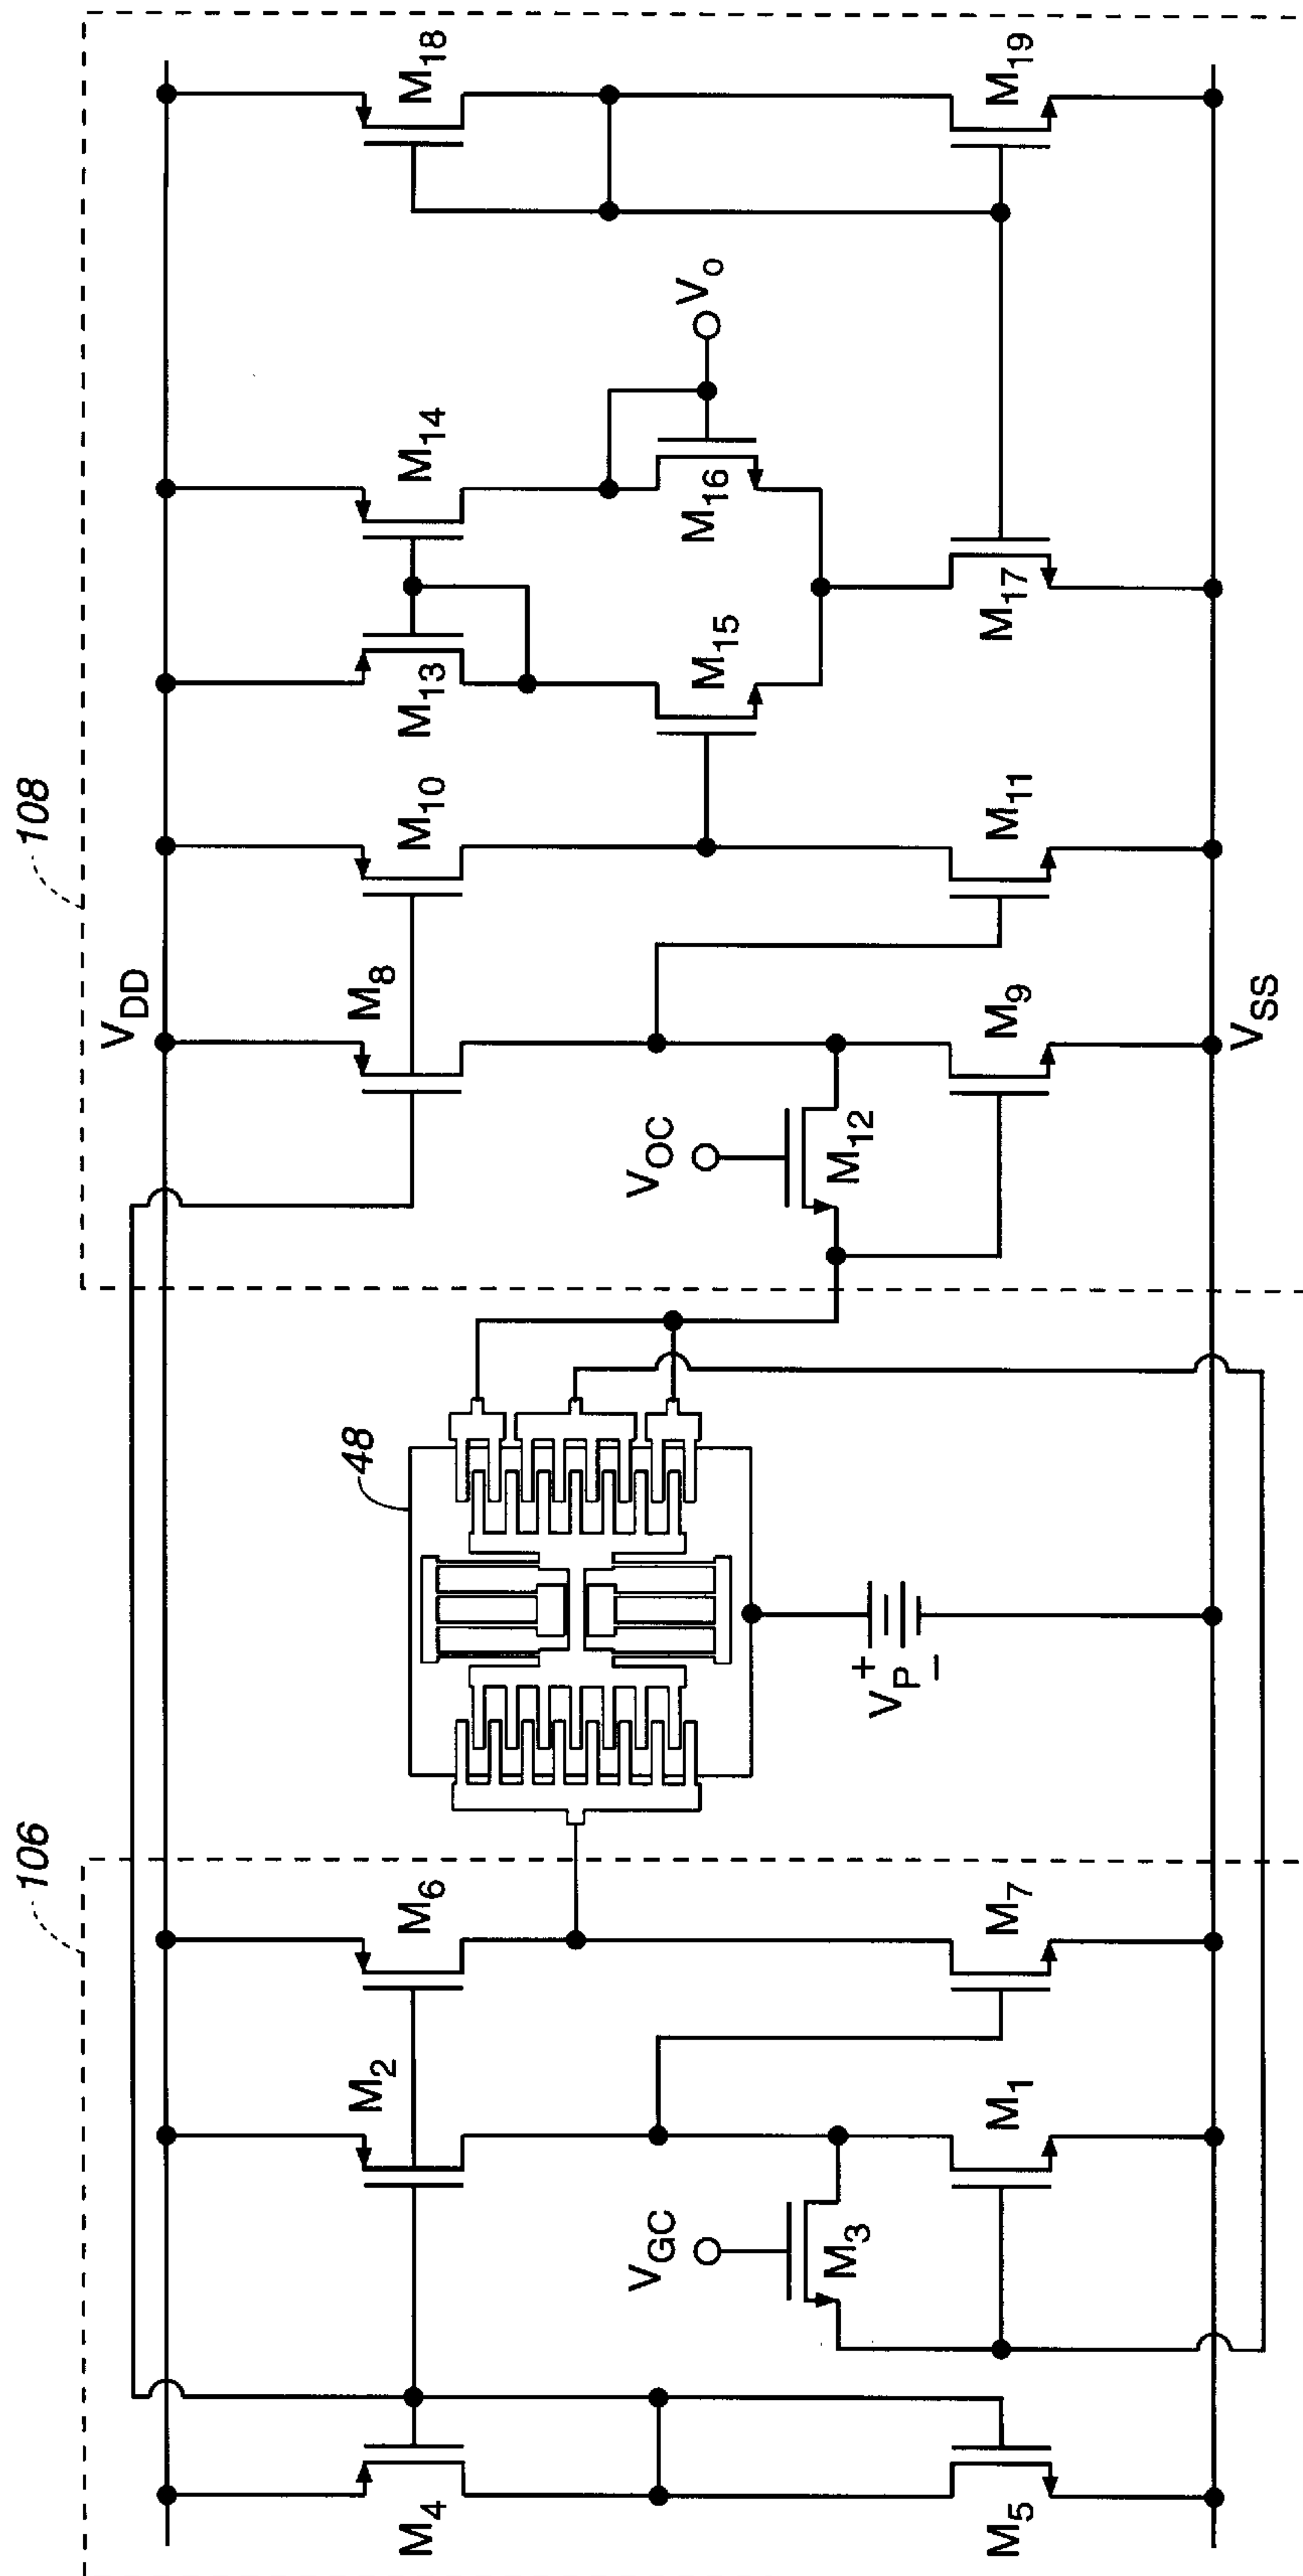 106
108
V_DD
M_4
M_2
M_6
48
M_8
M_10
M_13
M_14
M_18
V_GC
M_3
V_P
+
−
V_OC
M_12
M_15
M_16
V_o
M_5
M_1
M_7
M_9
M_11
M_17
M_19
V_SS